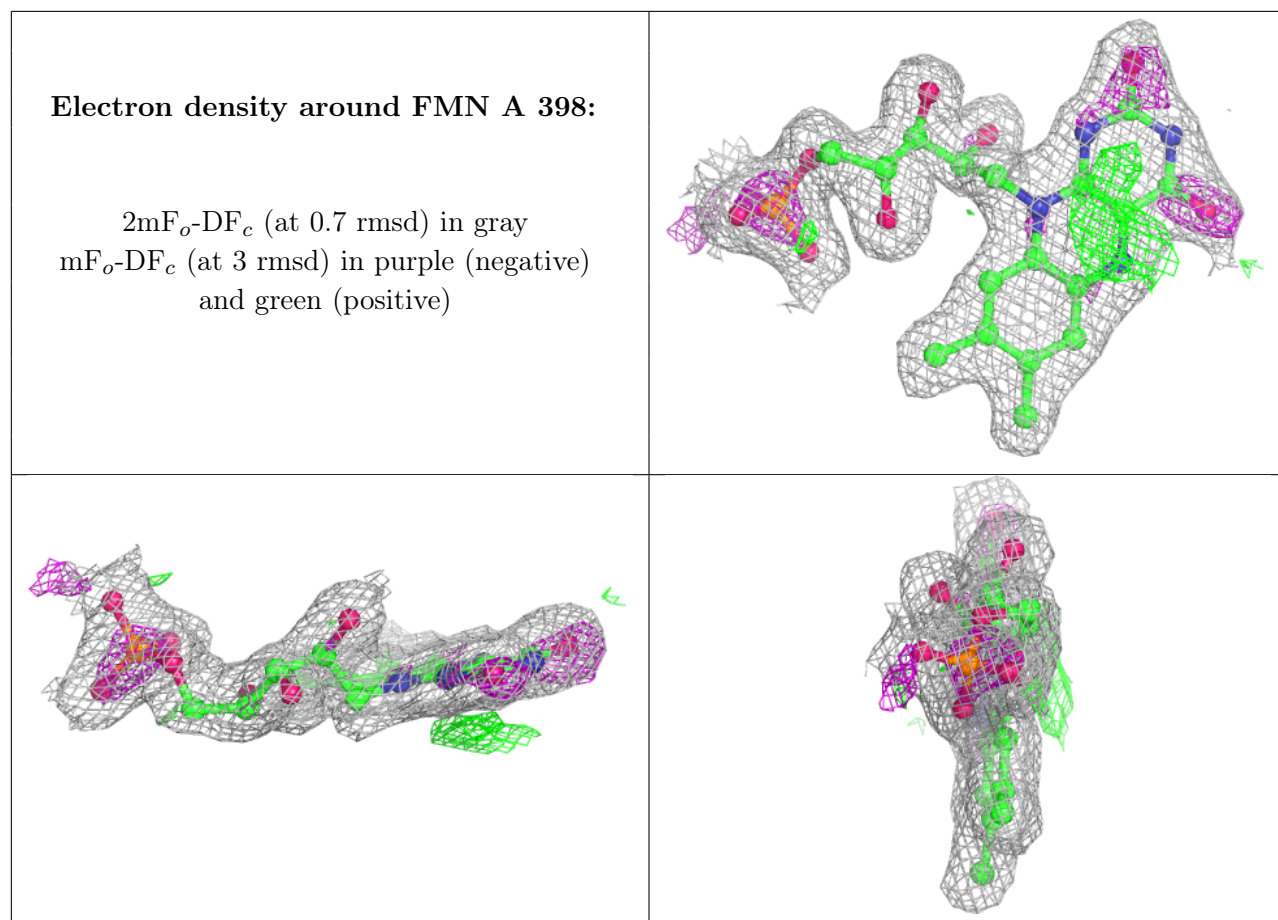 Electron density around FMN A 398:
2mFₒ-DF𝒸 (at 0.7 rmsd) in gray
mFₒ-DF𝒸 (at 3 rmsd) in purple (negative)
and green (positive)